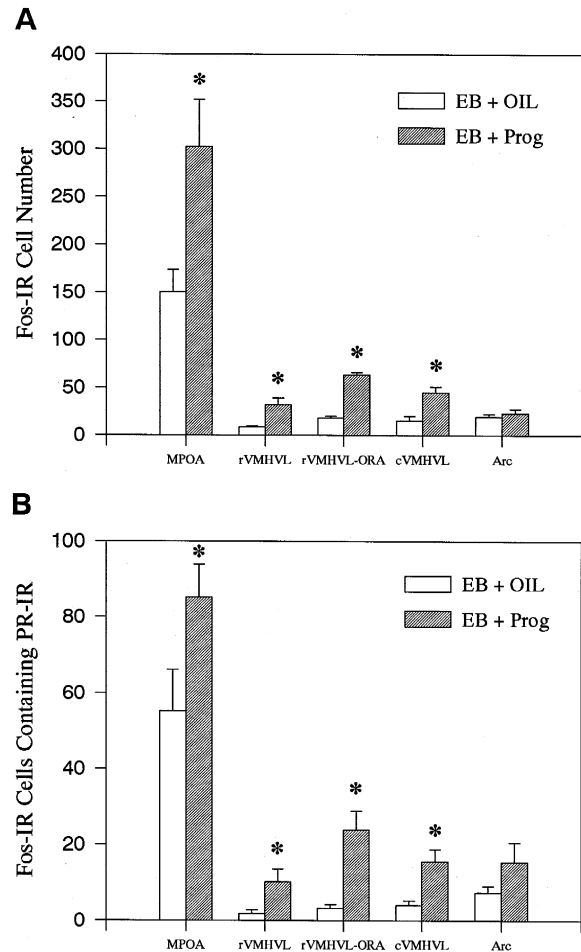 A
Fos-IR Cell Number
400
350
300
250
200
150
100
50
0
*
*
*
*
EB + OIL
EB + Prog
MPOA
rVMHVL
rVMHVL-ORA
cVMHVL
Arc
B
Fos-IR Cells Containing PR-IR
100
80
60
40
20
0
*
*
*
*
EB + OIL
EB + Prog
MPOA
rVMHVL
rVMHVL-ORA
cVMHVL
Arc